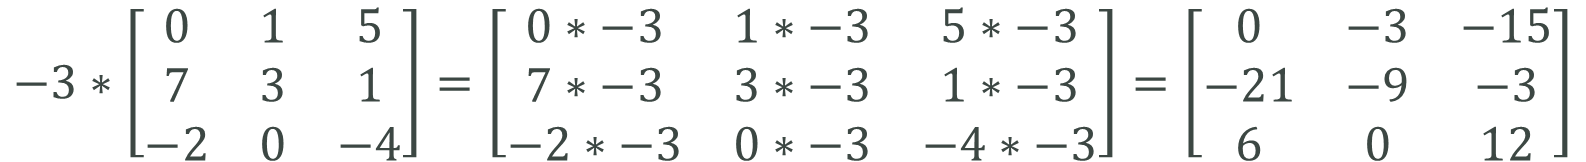 0 1 5 0 ∗ −3 1 ∗ −3 5 ∗ −3 0 −3 −15
−3 ∗ [7 3 1] = [7 ∗ −3 3 ∗ −3 1 ∗ −3] = [−21 −9 −3]
−2 0 −4 −2 ∗ −3 0 ∗ −3 −4 ∗ −3 6 0 12